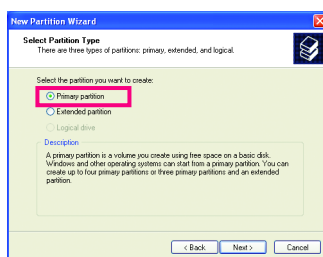 New Partition Wizard
Select Partition Type
There are three types of partitions: primary, extended, and logical.
Select the partition you want to create:
Primary partition
Extended partition
Logical drive
Description
A primary partition is a volume you create using free space on a basic disk.
Windows and other operating systems can start from a primary partition. You can
create up to four primary partitions or three primary partitions and an extended
partition.
< Back
Next >
Cancel